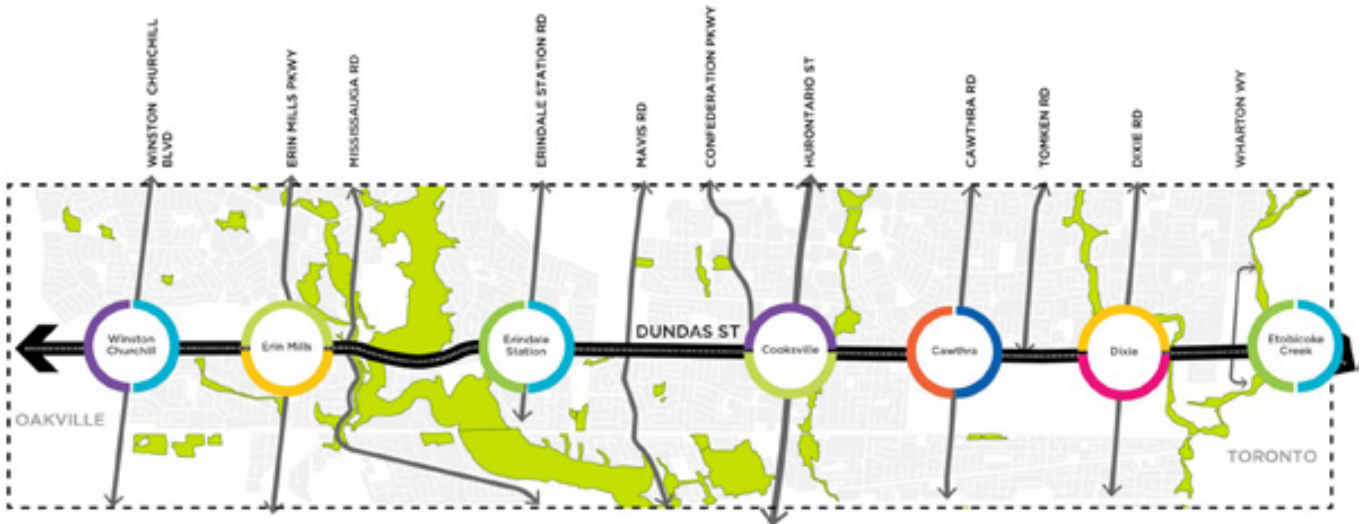 WINSTON CHURCHILL
BLVD
ERIN MILLS PKWY
MISSISSAUGA RD
ERINDALE STATION RD
MAVIS RD
CONFEDERATION PKWY
HURONTARIO ST
CAWTHRA RD
TOMKEN RD
DIXIE RD
WHARTON WY
DUNDAS ST
Winston
Churchill
Erin Mills
Erindale
Station
Cooksville
Cawthra
Dixie
Etobicoke
Creek
OAKVILLE
TORONTO